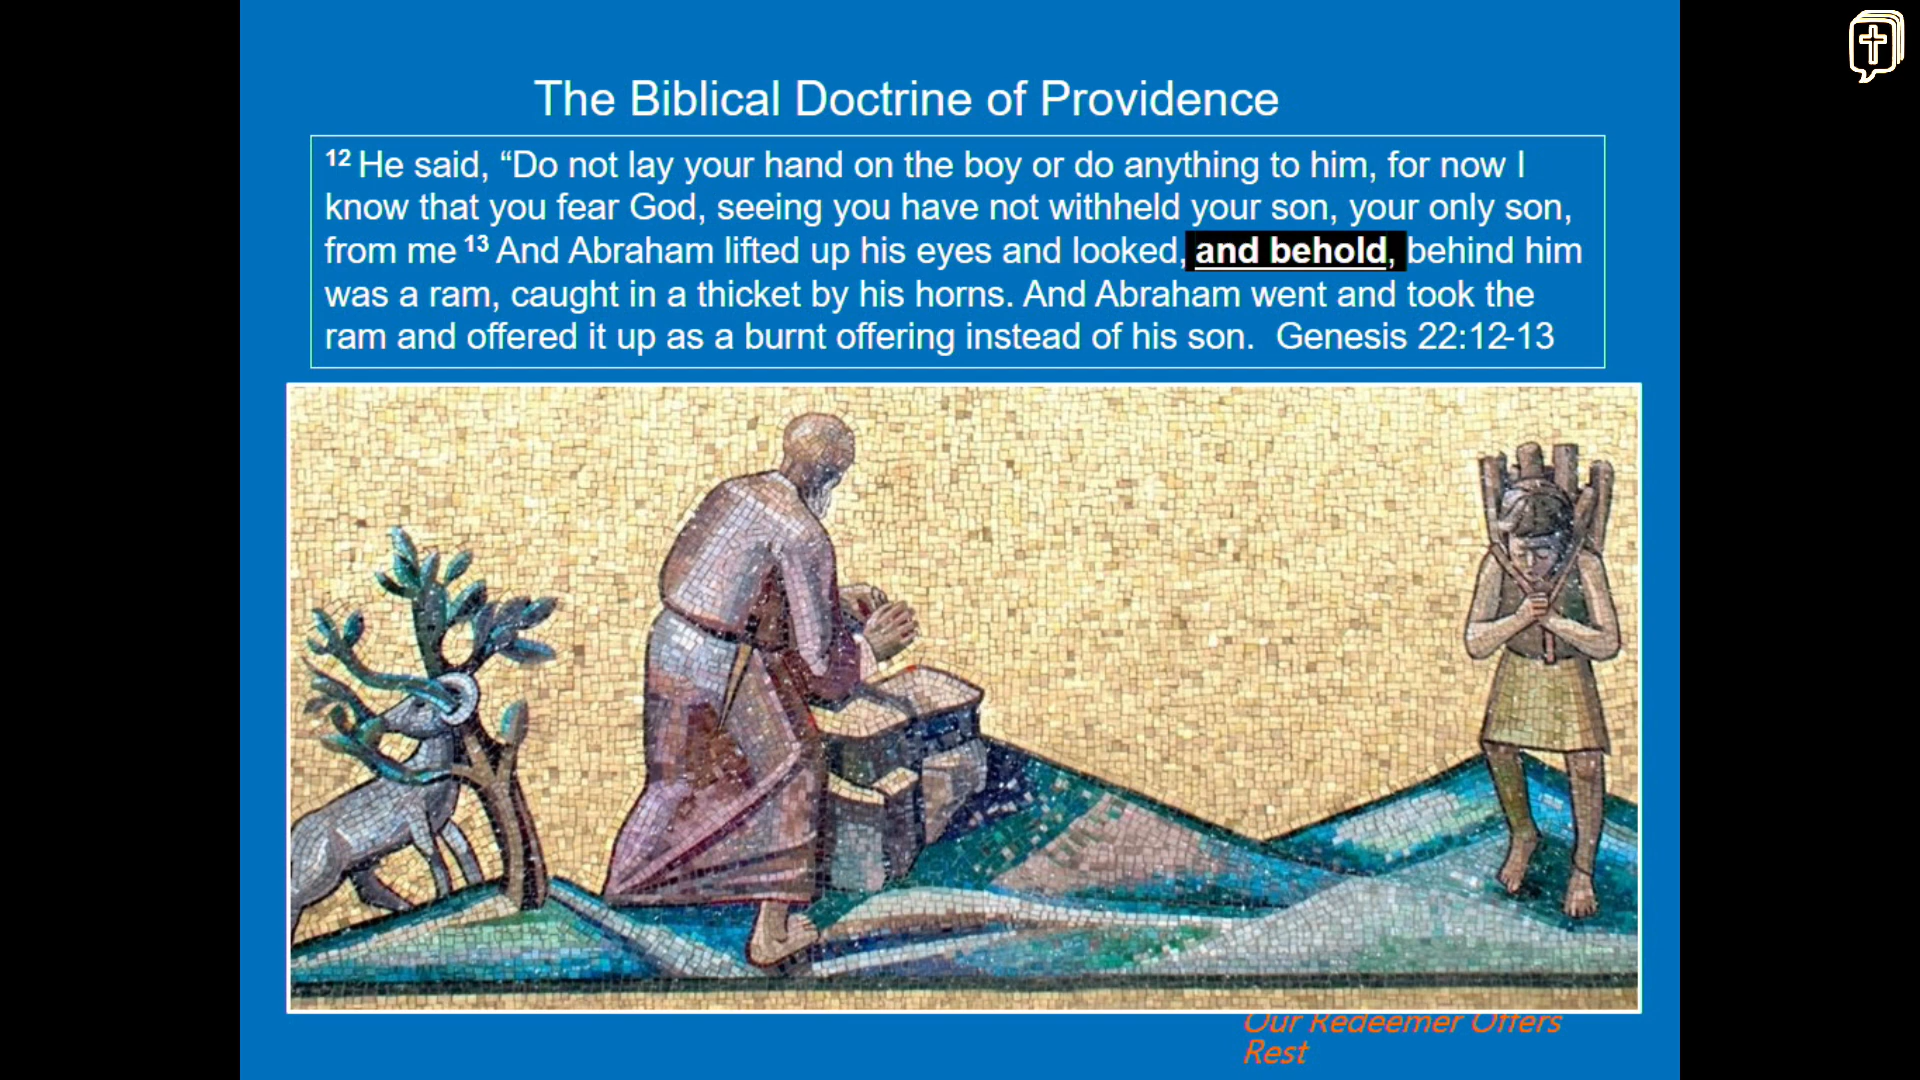 The Biblical Doctrine of Providence
12 He said, “Do not lay your hand on the boy or do anything to him, for now I
know that you fear God, seeing you have not withheld your son, your only son,
from me 13 And Abraham lifted up his eyes and looked, and behold, behind him
was a ram, caught in a thicket by his horns. And Abraham went and took the
ram and offered it up as a burnt offering instead of his son.  Genesis 22:12-13
Our Redeemer Offers
Rest